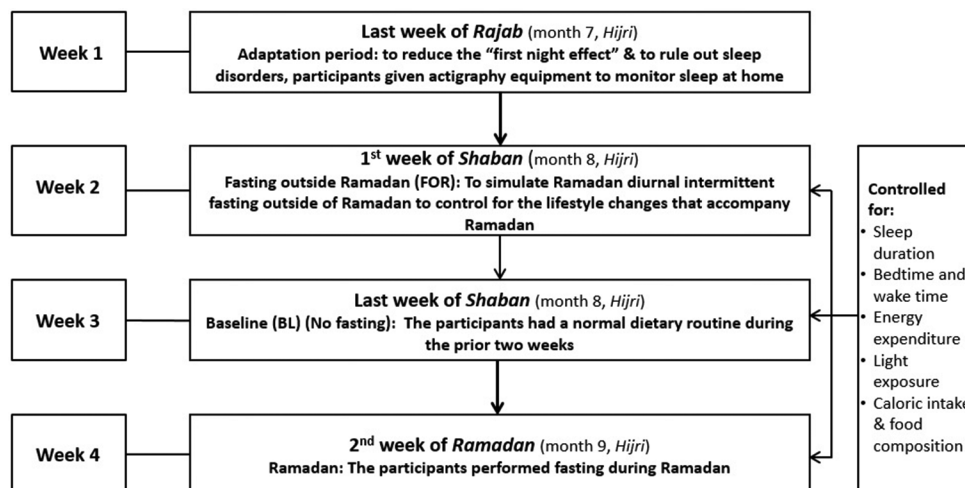 Week 1
Last week of Rajab (month 7, Hijri)
Adaptation period: to reduce the “first night effect” & to rule out sleep
disorders, participants given actigraphy equipment to monitor sleep at home
Week 2
1st week of Shaban (month 8, Hijri)
Fasting outside Ramadan (FOR): To simulate Ramadan diurnal intermittent
fasting outside of Ramadan to control for the lifestyle changes that accompany
Ramadan
Week 3
Last week of Shaban (month 8, Hijri)
Baseline (BL) (No fasting): The participants had a normal dietary routine during
the prior two weeks
Week 4
2nd week of Ramadan (month 9, Hijri)
Ramadan: The participants performed fasting during Ramadan
Controlled
for:
• Sleep
duration
• Bedtime and
wake time
• Energy
expenditure
• Light
exposure
• Caloric intake
& food
composition